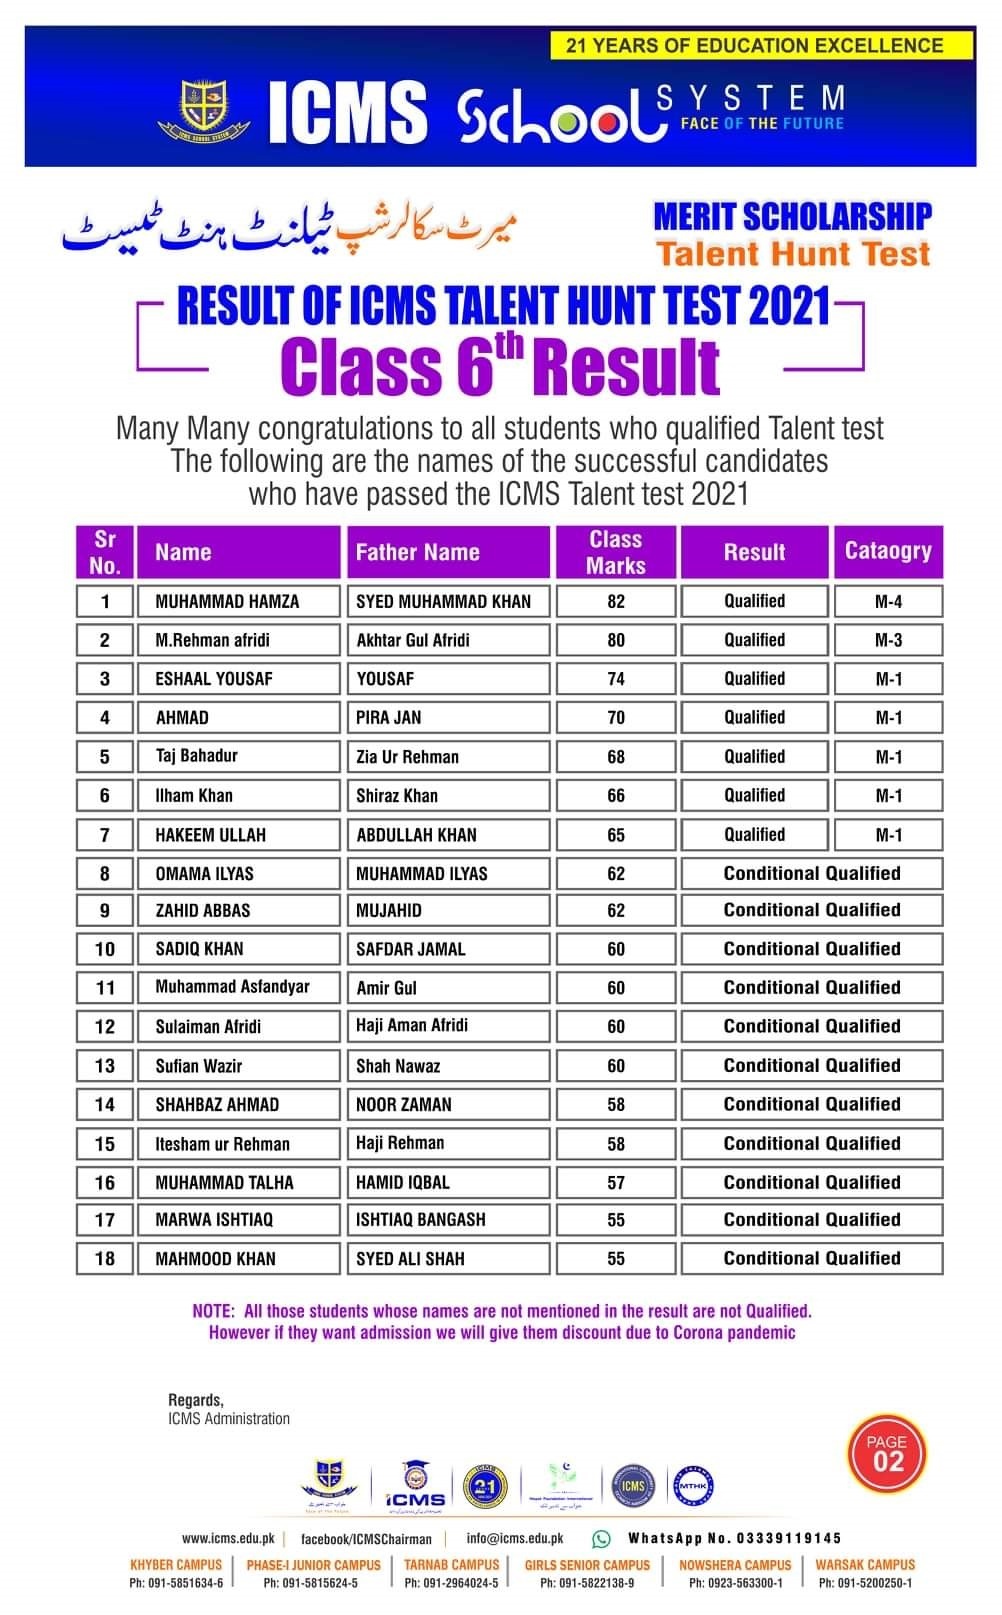 21 YEARS OF EDUCATION EXCELLENCE
ICMS School SYSTEM
FACE OF THE FUTURE
ICMS SCHOOL SYSTEM
میرٹ سکالرشپ ٹیلنٹ ہنٹ ٹیسٹ
MERIT SCHOLARSHIP
Talent Hunt Test
RESULT OF ICMS TALENT HUNT TEST 2021
Class 6th Result
Many Many congratulations to all students who qualified Talent test
The following are the names of the successful candidates
who have passed the ICMS Talent test 2021
Sr No. Name Father Name Class Marks Result Cataogry
1 MUHAMMAD HAMZA SYED MUHAMMAD KHAN 82 Qualified M-4
2 M.Rehman afridi Akhtar Gul Afridi 80 Qualified M-3
3 ESHAAL YOUSAF YOUSAF 74 Qualified M-1
4 AHMAD PIRA JAN 70 Qualified M-1
5 Taj Bahadur Zia Ur Rehman 68 Qualified M-1
6 Ilham Khan Shiraz Khan 66 Qualified M-1
7 HAKEEM ULLAH ABDULLAH KHAN 65 Qualified M-1
8 OMAMA ILYAS MUHAMMAD ILYAS 62 Conditional Qualified
9 ZAHID ABBAS MUJAHID 62 Conditional Qualified
10 SADIQ KHAN SAFDAR JAMAL 60 Conditional Qualified
11 Muhammad Asfandyar Amir Gul 60 Conditional Qualified
12 Sulaiman Afridi Haji Aman Afridi 60 Conditional Qualified
13 Sufian Wazir Shah Nawaz 60 Conditional Qualified
14 SHAHBAZ AHMAD NOOR ZAMAN 58 Conditional Qualified
15 Itesham ur Rehman Haji Rehman 58 Conditional Qualified
16 MUHAMMAD TALHA HAMID IQBAL 57 Conditional Qualified
17 MARWA ISHTIAQ ISHTIAQ BANGASH 55 Conditional Qualified
18 MAHMOOD KHAN SYED ALI SHAH 55 Conditional Qualified
NOTE: All those students whose names are not mentioned in the result are not Qualified.
However if they want admission we will give them discount due to Corona pandemic
Regards,
ICMS Administration
PAGE
02
ICMS
ICMS
21
ICMS
MTHK
www.icms.edu.pk facebook/ICMSChairman info@icms.edu.pk WhatsApp No. 03339119145
KHYBER CAMPUS PHASE-I JUNIOR CAMPUS TARNAB CAMPUS GIRLS SENIOR CAMPUS NOWSHERA CAMPUS WARSAK CAMPUS
Ph: 091-5851634-6 Ph: 091-5815624-5 Ph: 091-2964024-5 Ph: 091-5822138-9 Ph: 0923-563300-1 Ph: 091-5200250-1